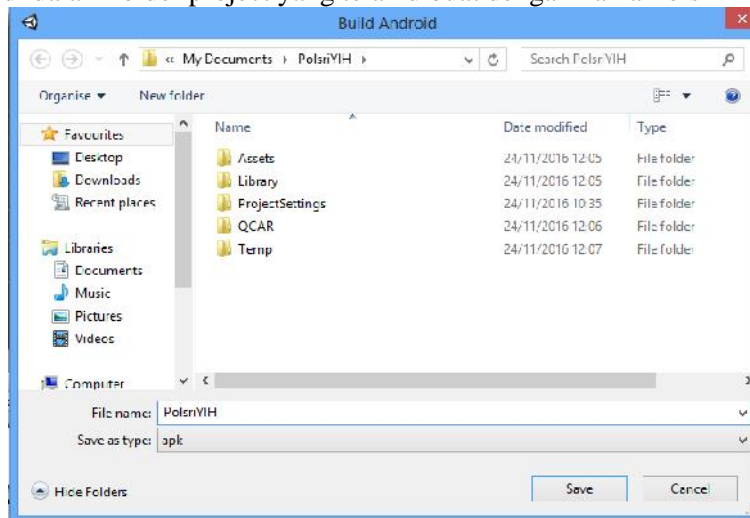 Build Android
« My Documents › PolsriYIH ›
Search PolsriYIH
Organise
New folder
Name
Date modified
Type
Favourites
Desktop
Downloads
Recent places
Libraries
Documents
Music
Pictures
Videos
Computer
Assets 24/11/2016 12:05 File folder
Library 24/11/2016 12:05 File folder
ProjectSettings 24/11/2016 10:35 File folder
QCAR 24/11/2016 12:06 File folder
Temp 24/11/2016 12:07 File folder
File name: PolsriYIH
Save as type: apk
Hide Folders
Save
Cancel